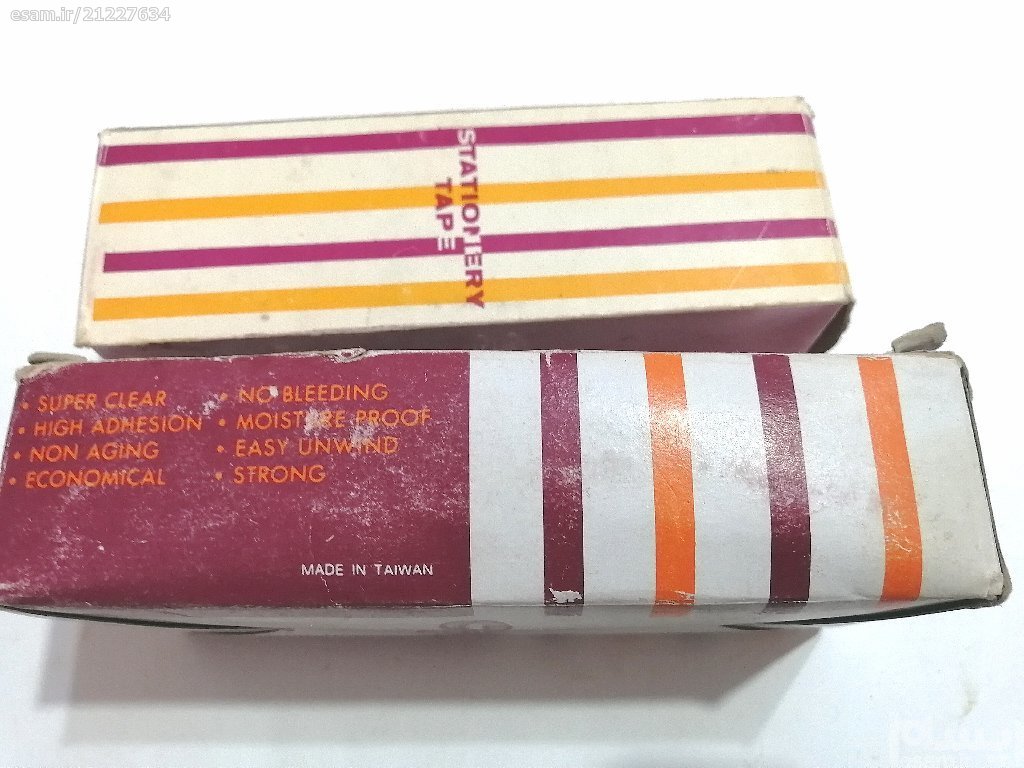 esam.ir/21227634
STATIONERY
TAPE
• SUPER CLEAR
• HIGH ADHESION
• NON AGING
• ECONOMICAL
• NO BLEEDING
• MOISTURE PROOF
• EASY UNWIND
• STRONG
MADE IN TAIWAN
ایسام